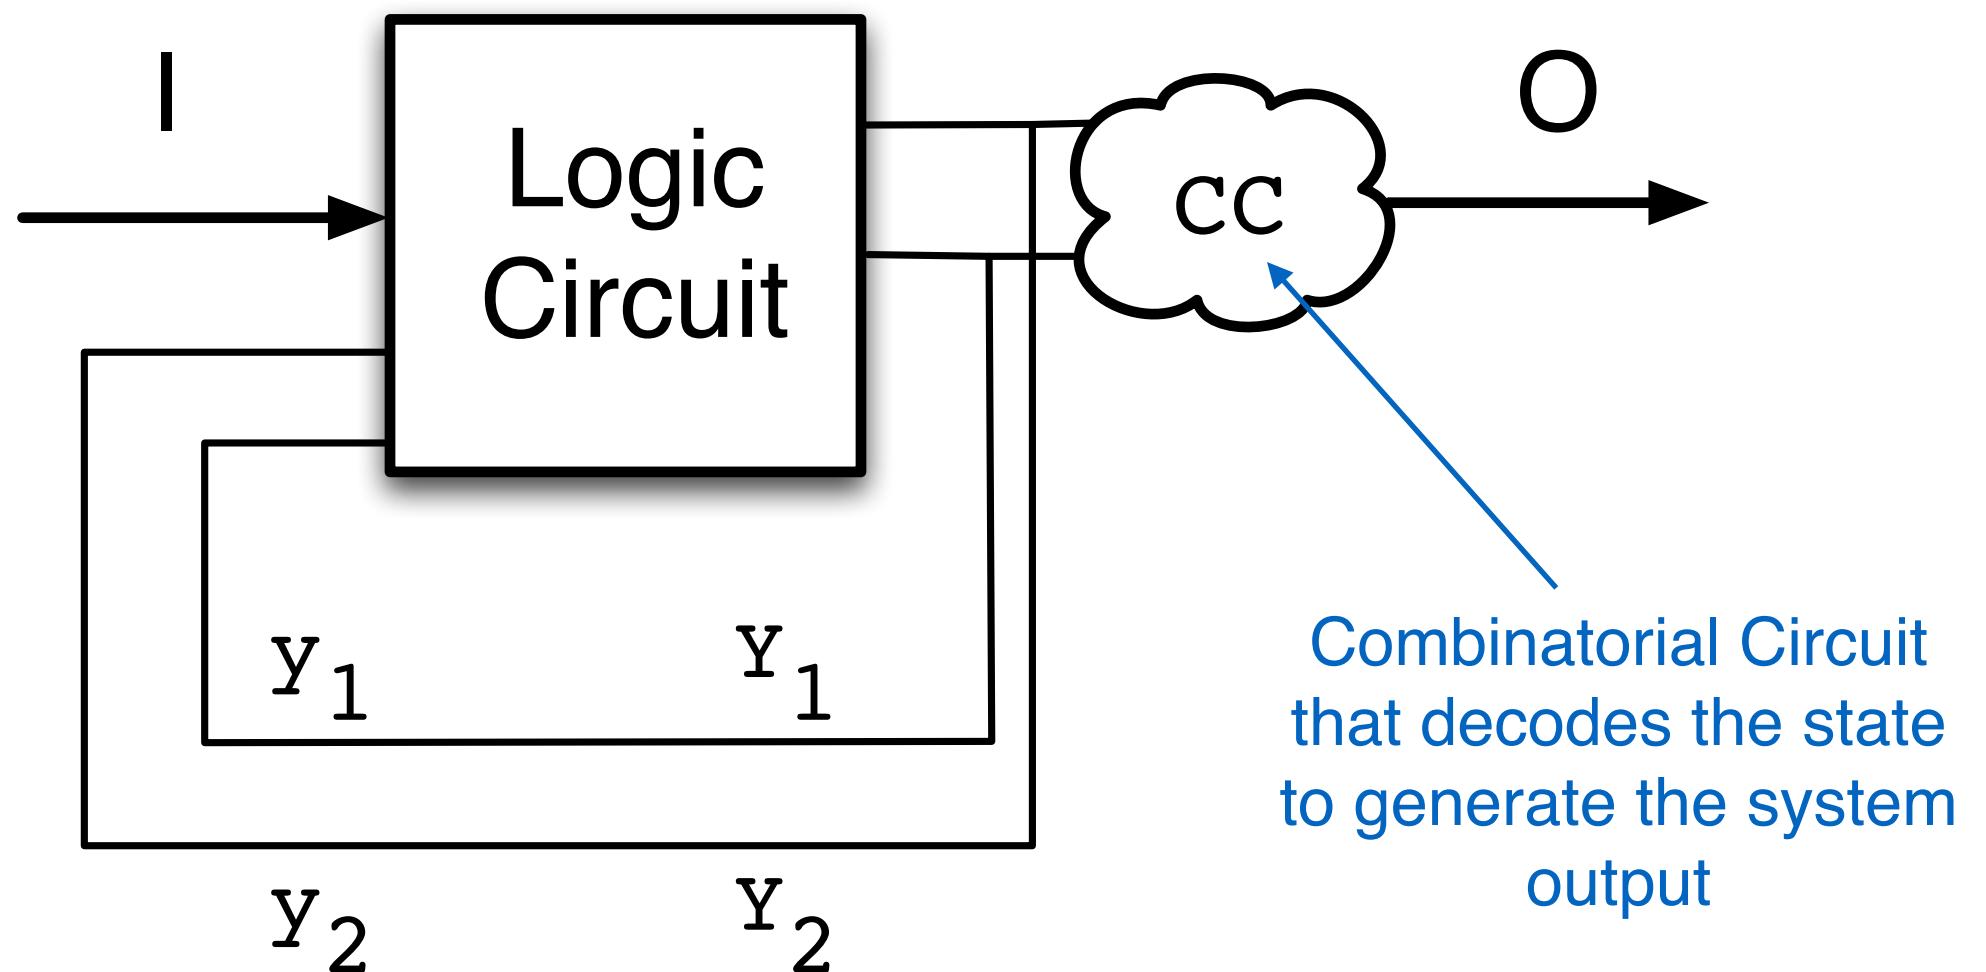 I
Logic
Circuit
cc
O
y1
Y1
y2
Y2
Combinatorial Circuit
that decodes the state
to generate the system
output